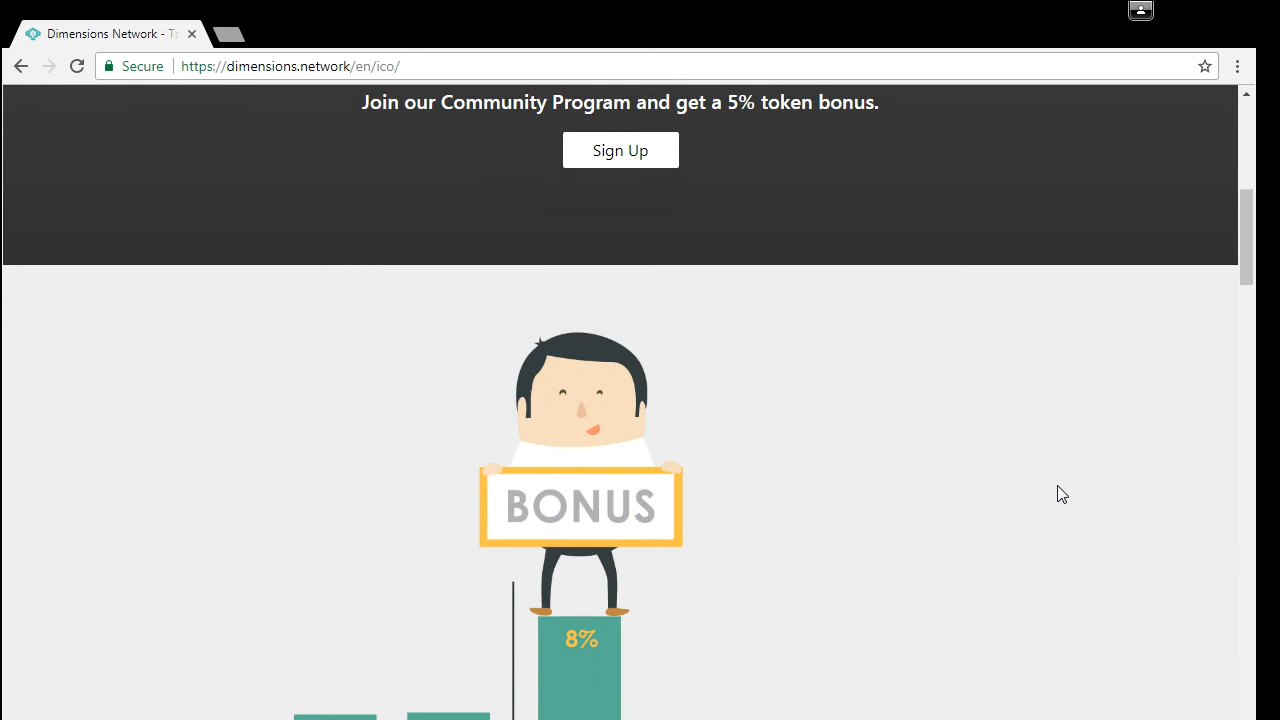 Dimensions Network - To
Secure
https://dimensions.network/en/ico/
Join our Community Program and get a 5% token bonus.
Sign Up
BONUS
8%